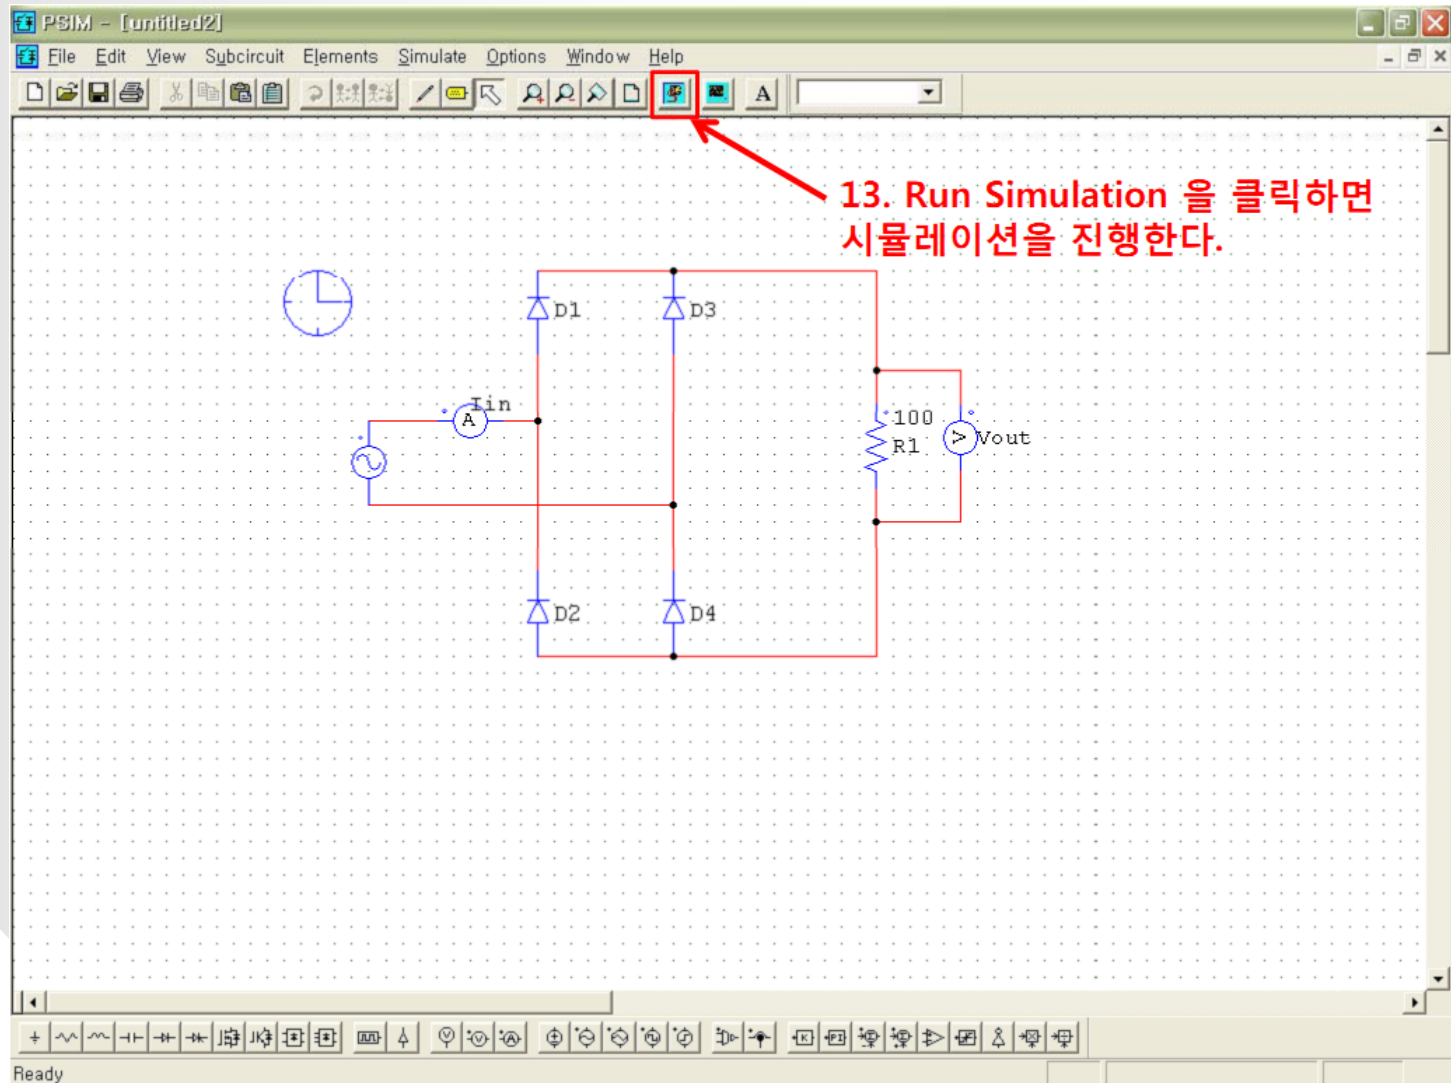 PSIM - [untitled2]
File Edit View Subcircuit Elements Simulate Options Window Help
A
13. Run Simulation 을 클릭하면
시뮬레이션을 진행한다.
D1 D3
Iin
A
100
R1
V
Vout
D2 D4
V V A
K PI
Ready